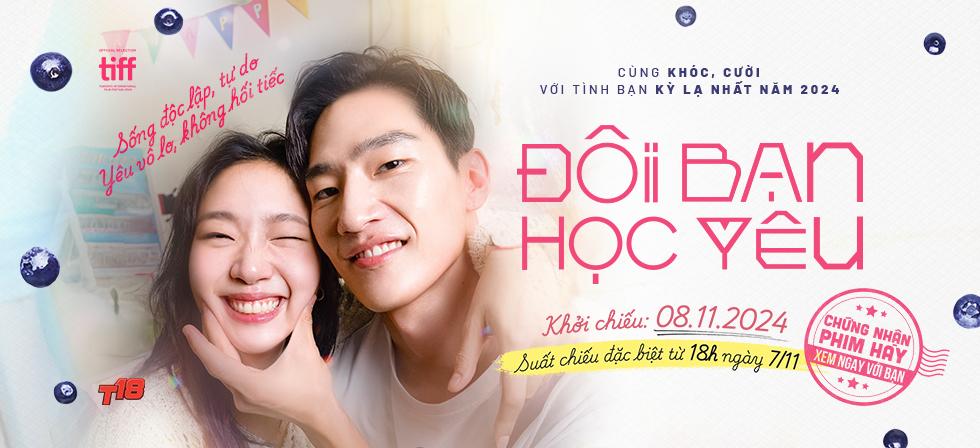 OFFICIAL SELECTION
tiff
Sống độc lập, tự do
Yêu vô lo, không hối tiếc
CÙNG KHÓC, CƯỜI
VỚI TÌNH BẠN KỲ LẠ NHẤT NĂM 2024
ĐÔI BẠN
HỌC YÊU
Khởi chiếu: 08.11.2024
Suất chiếu đặc biệt từ 18h ngày 7/11
CHỨNG NHẬN
PHIM HAY
XEM NGAY VỚI BẠN
T18